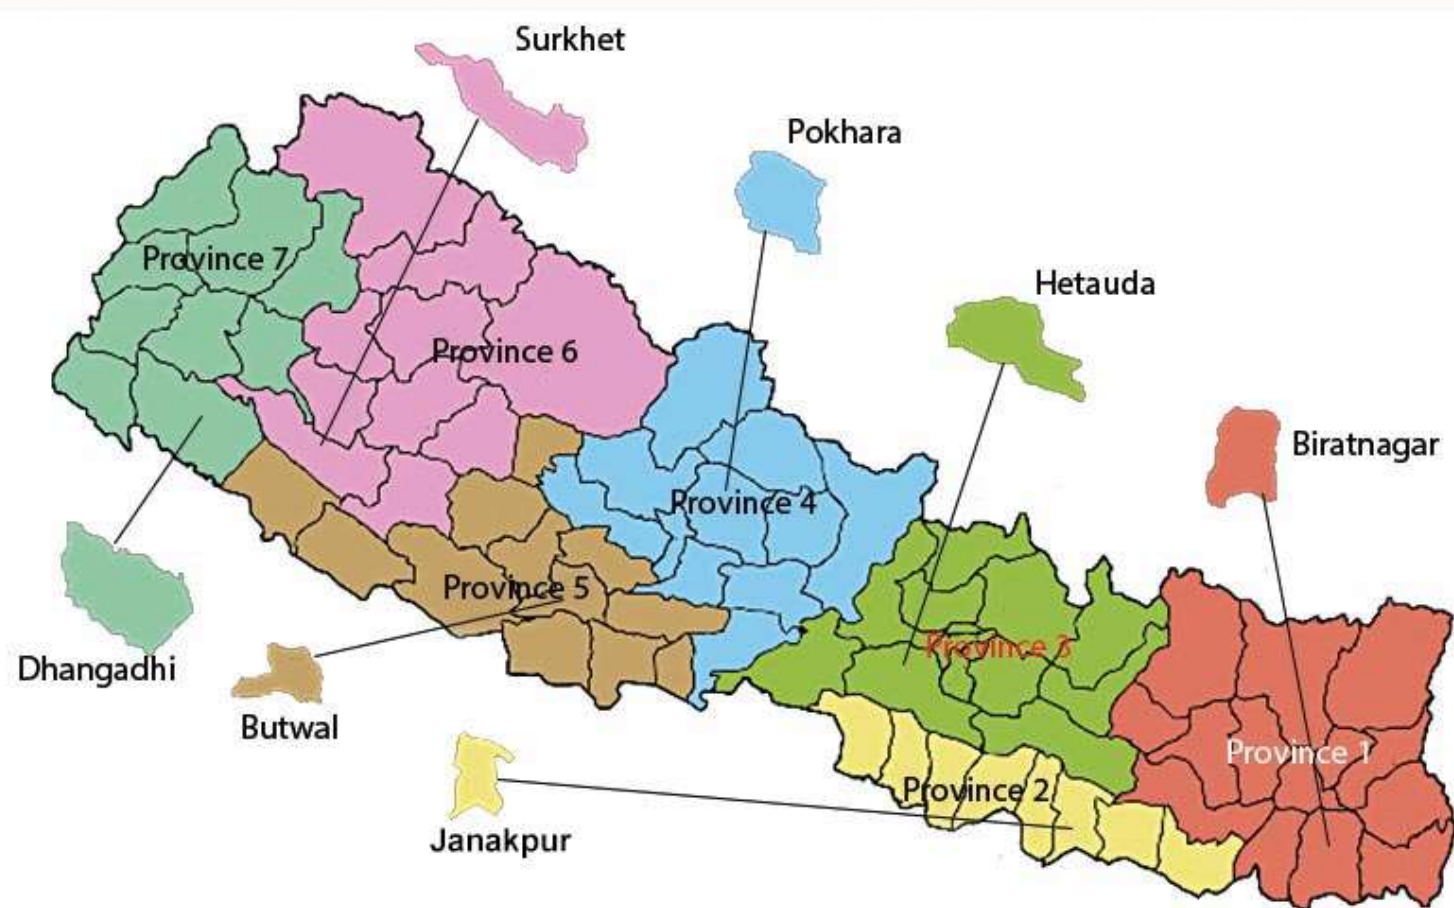 Surkhet
Pokhara
Province 7
Hetauda
Province 6
Biratnagar
Province 4
Province 5
Province 3
Dhangadhi
Butwal
Province 1
Province 2
Janakpur